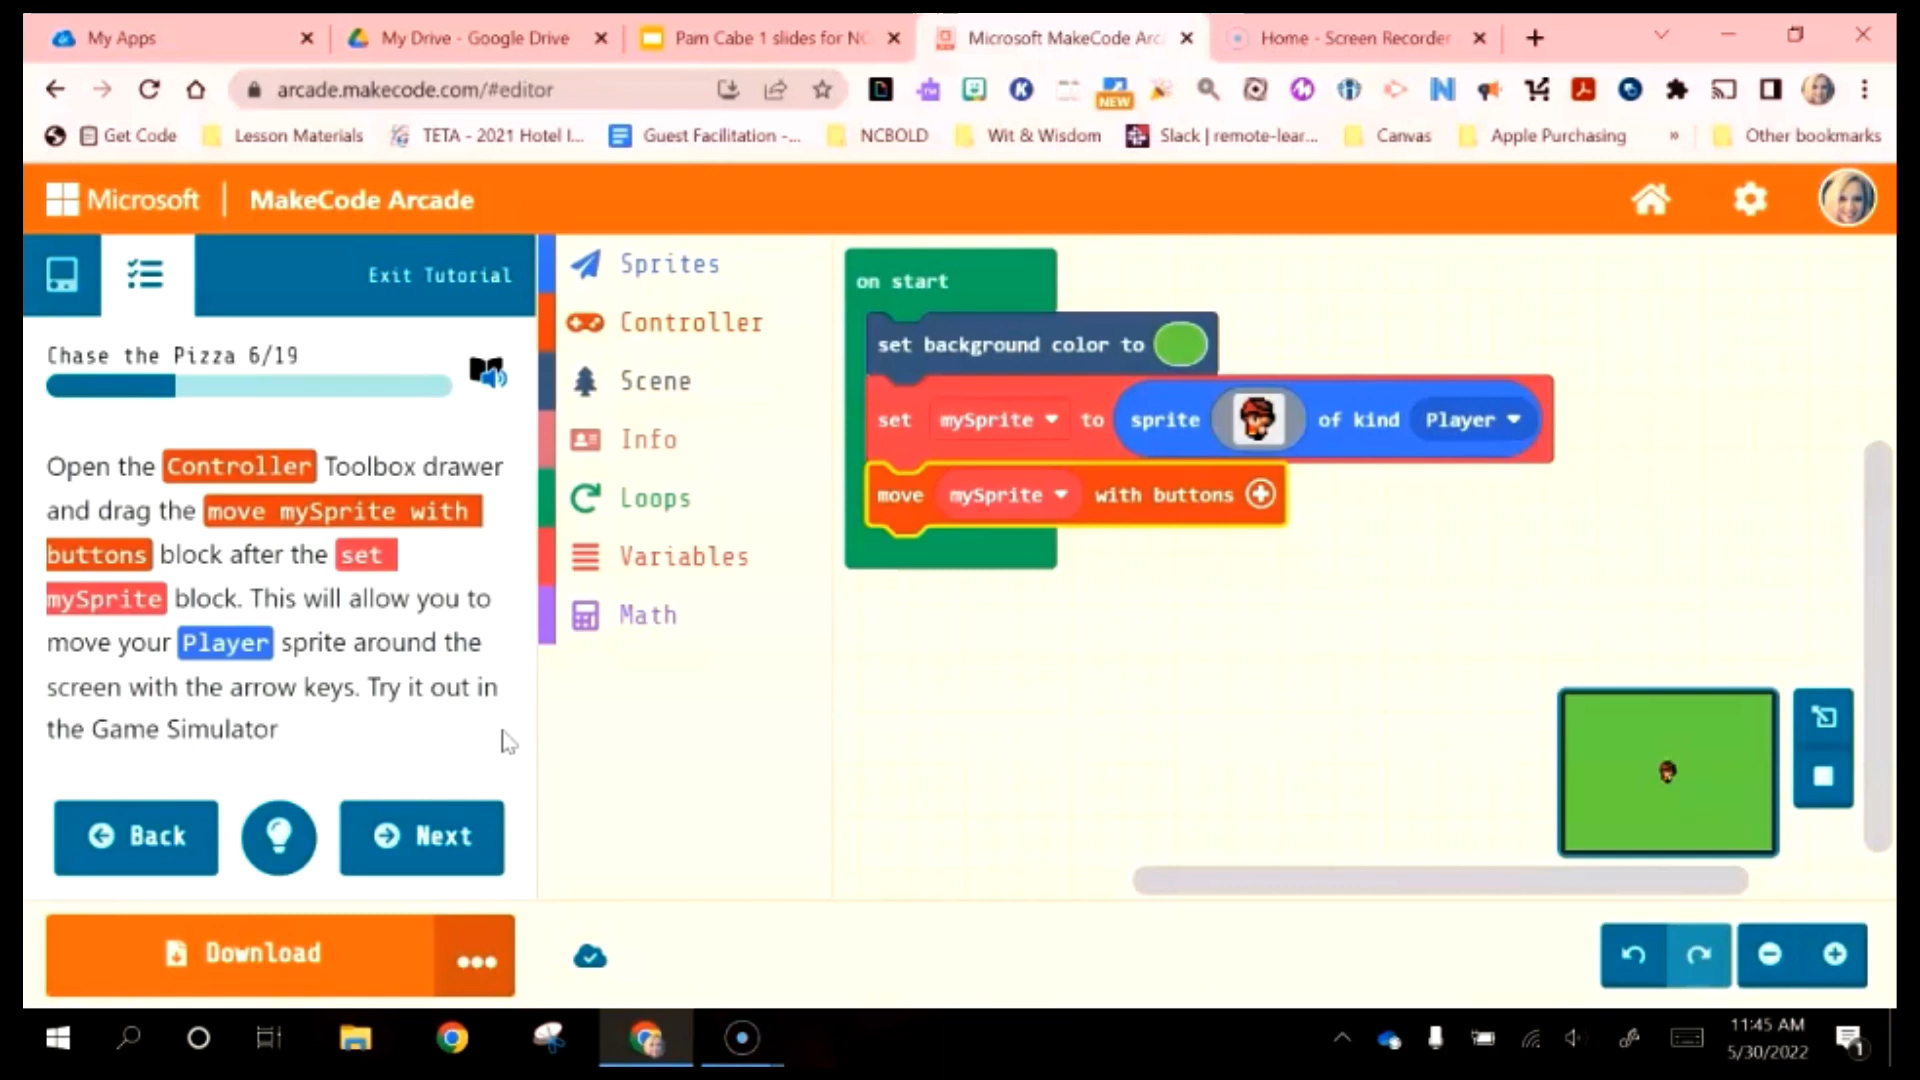 My Apps
My Drive - Google Drive
Pam Cabe 1 slides for NC
Microsoft MakeCode Arc
Home - Screen Recorder
arcade.makecode.com/#editor
NEW
Get Code
Lesson Materials
TETA - 2021 Hotel I...
Guest Facilitation -...
NCBOLD
Wit & Wisdom
Slack | remote-lear...
Canvas
Apple Purchasing
»
Other bookmarks
Microsoft | MakeCode Arcade
Exit Tutorial
Chase the Pizza 6/19
Open the Controller Toolbox drawer
and drag the move mySprite with
buttons block after the set
mySprite block. This will allow you to
move your Player sprite around the
screen with the arrow keys. Try it out in
the Game Simulator
Back
Next
Download
...
Sprites
Controller
Scene
Info
Loops
Variables
Math
on start
set background color to
set mySprite to sprite of kind Player
move mySprite with buttons
11:45 AM
5/30/2022
1